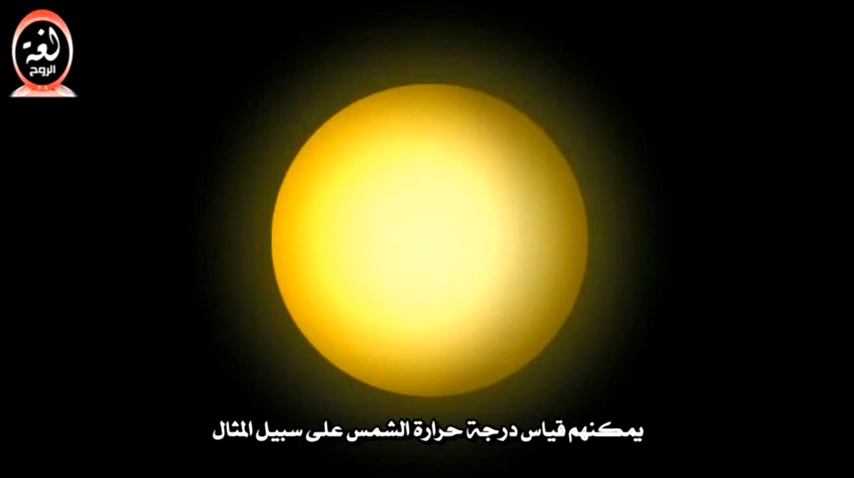 لغة
الروح
يمكنهم قياس درجة حرارة الشمس على سبيل المثال